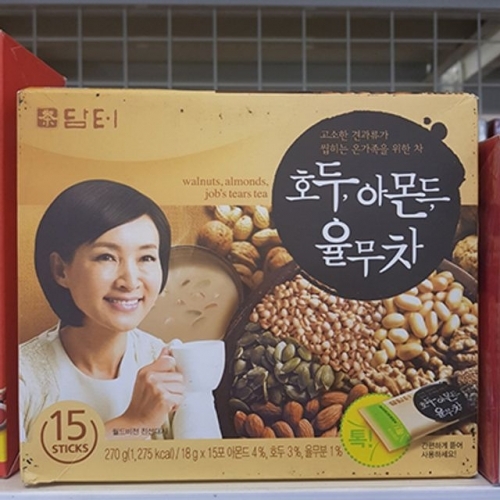 담터
고소한 견과류가
씹히는 온가족을 위한 차
walnuts, almonds,
job's tears tea
호두, 아몬드,
율무차
15
STICKS
270 g(1,275 kcal) / 18 g x 15포 아몬드 4%, 호두 3%, 율무분 1%
톡!
담터
호두, 아몬드,
율무차
간편하게 뜯어
사용하세요!